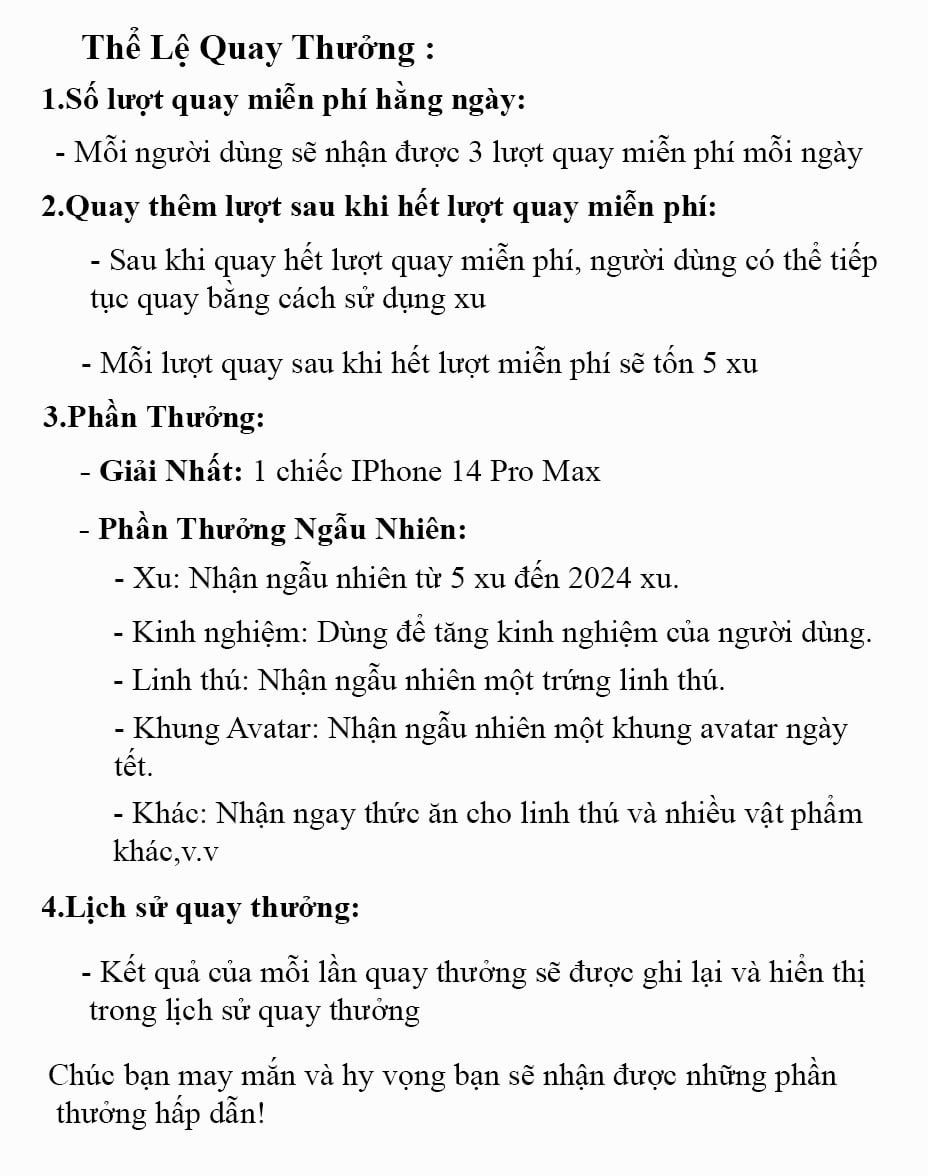 Thể Lệ Quay Thưởng :
1.Số lượt quay miễn phí hằng ngày:
- Mỗi người dùng sẽ nhận được 3 lượt quay miễn phí mỗi ngày
2.Quay thêm lượt sau khi hết lượt quay miễn phí:
- Sau khi quay hết lượt quay miễn phí, người dùng có thể tiếp
tục quay bằng cách sử dụng xu
- Mỗi lượt quay sau khi hết lượt miễn phí sẽ tốn 5 xu
3.Phần Thưởng:
- Giải Nhất: 1 chiếc IPhone 14 Pro Max
- Phần Thưởng Ngẫu Nhiên:
- Xu: Nhận ngẫu nhiên từ 5 xu đến 2024 xu.
- Kinh nghiệm: Dùng để tăng kinh nghiệm của người dùng.
- Linh thú: Nhận ngẫu nhiên một trứng linh thú.
- Khung Avatar: Nhận ngẫu nhiên một khung avatar ngày
tết.
- Khác: Nhận ngay thức ăn cho linh thú và nhiều vật phẩm
khác,v.v
4.Lịch sử quay thưởng:
- Kết quả của mỗi lần quay thưởng sẽ được ghi lại và hiển thị
trong lịch sử quay thưởng
Chúc bạn may mắn và hy vọng bạn sẽ nhận được những phần
thưởng hấp dẫn!